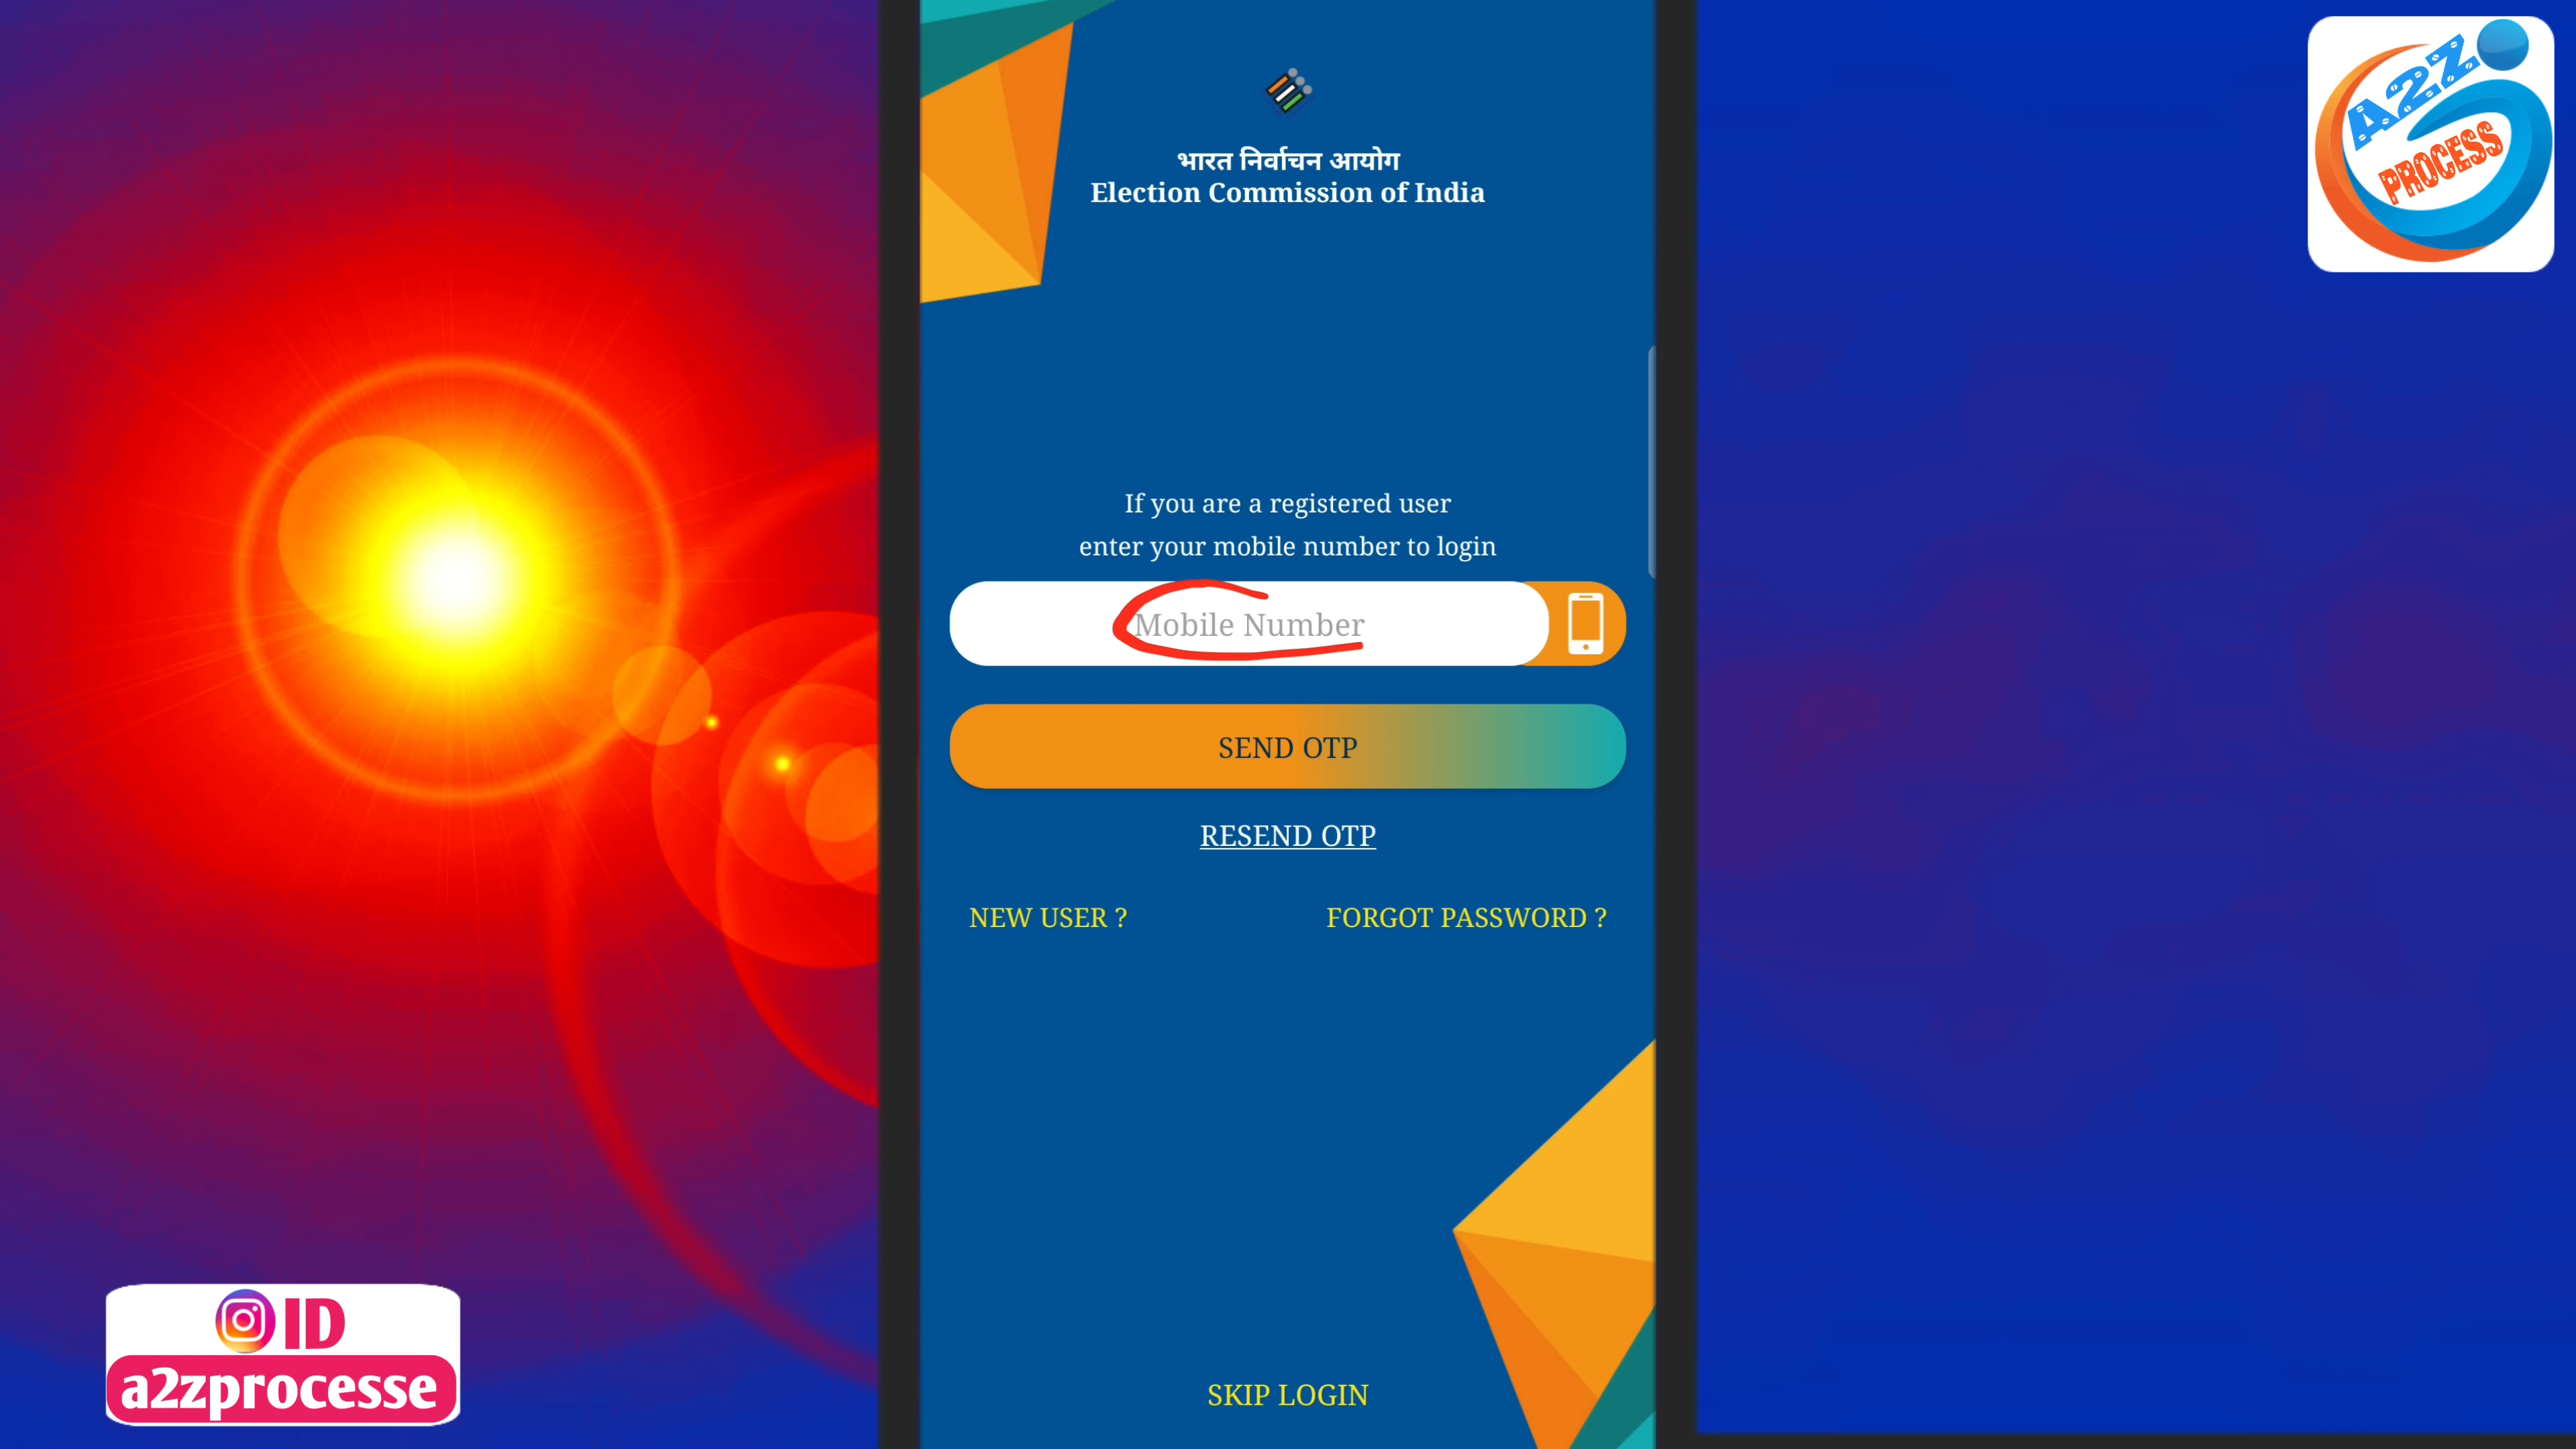 A2Z
PROCESS
भारत निर्वाचन आयोग
Election Commission of India
If you are a registered user
enter your mobile number to login
Mobile Number
SEND OTP
RESEND OTP
NEW USER ?
FORGOT PASSWORD ?
SKIP LOGIN
ID
a2zprocesse